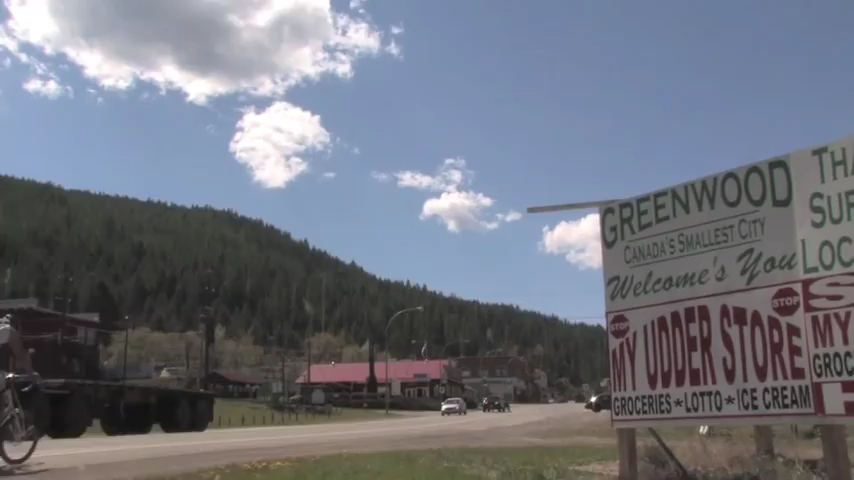 GREENWOOD
CANADA'S SMALLEST CITY
Welcome's You
STOP
STOP
MY UDDER STORE
GROCERIES*LOTTO*ICE CREAM
THA
SUP
LOC
S
MY
GROC